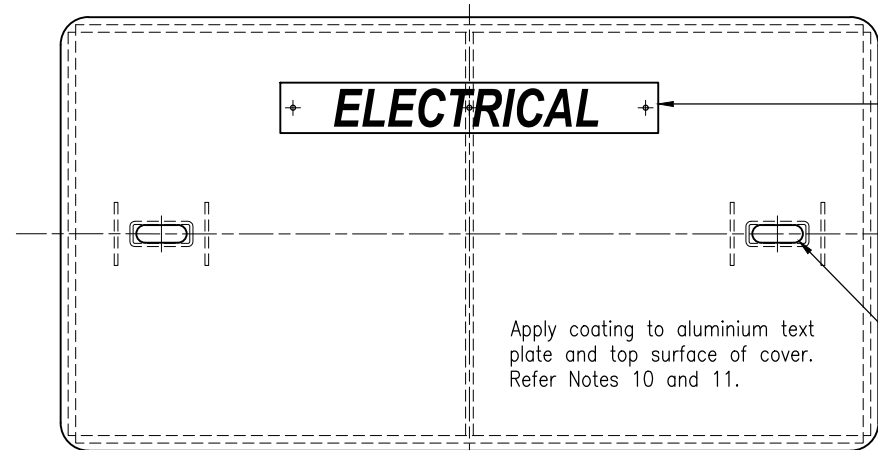 ELECTRICAL
Apply coating to aluminium text
plate and top surface of cover.
Refer Notes 10 and 11.